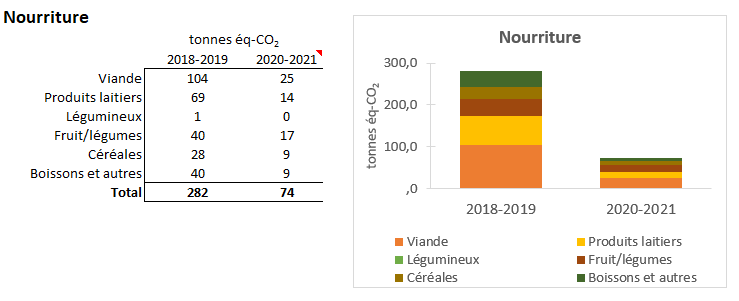 Nourriture
tonnes éq-CO₂
2018-2019 2020-2021
Viande 104 25
Produits laitiers 69 14
Légumineux 1 0
Fruit/légumes 40 17
Céréales 28 9
Boissons et autres 40 9
Total 282 74
Nourriture
tonnes éq-CO₂
300,0
200,0
100,0
,0
2018-2019 2020-2021
Viande Produits laitiers
Légumineux Fruit/légumes
Céréales Boissons et autres